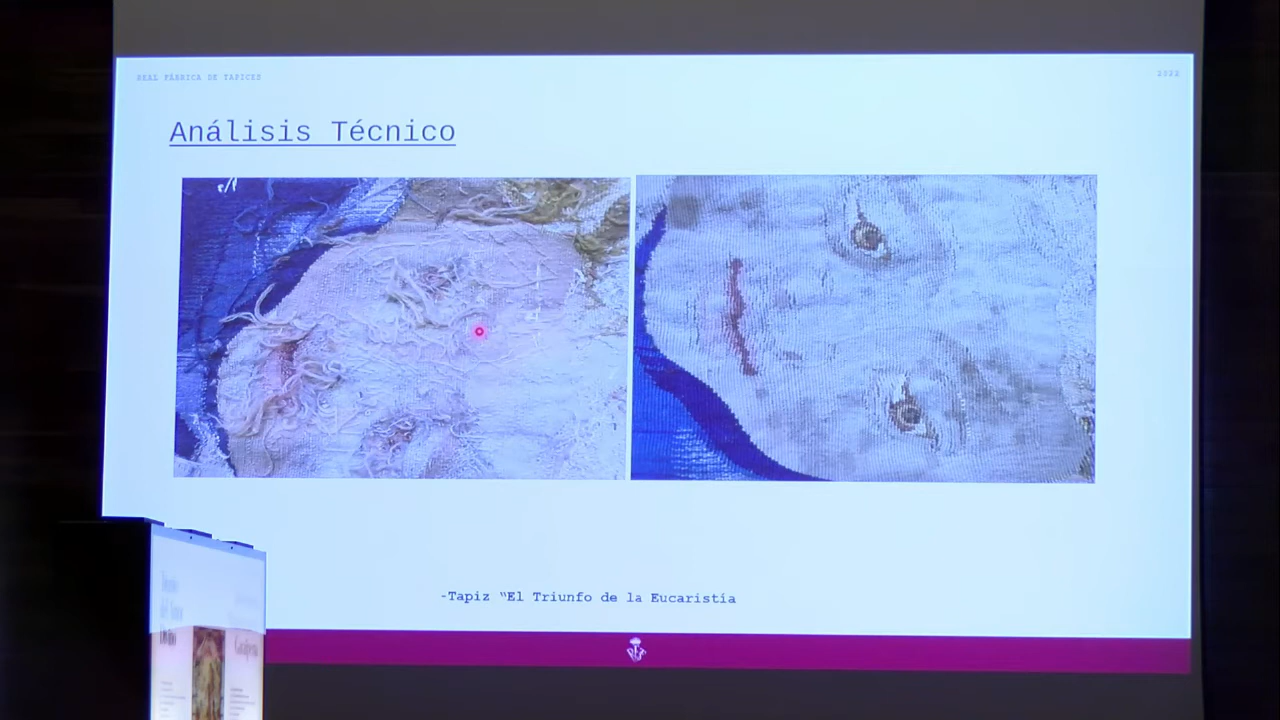 REAL FÁBRICA DE TAPICES
2022
Análisis Técnico
-Tapiz “El Triunfo de la Eucaristía